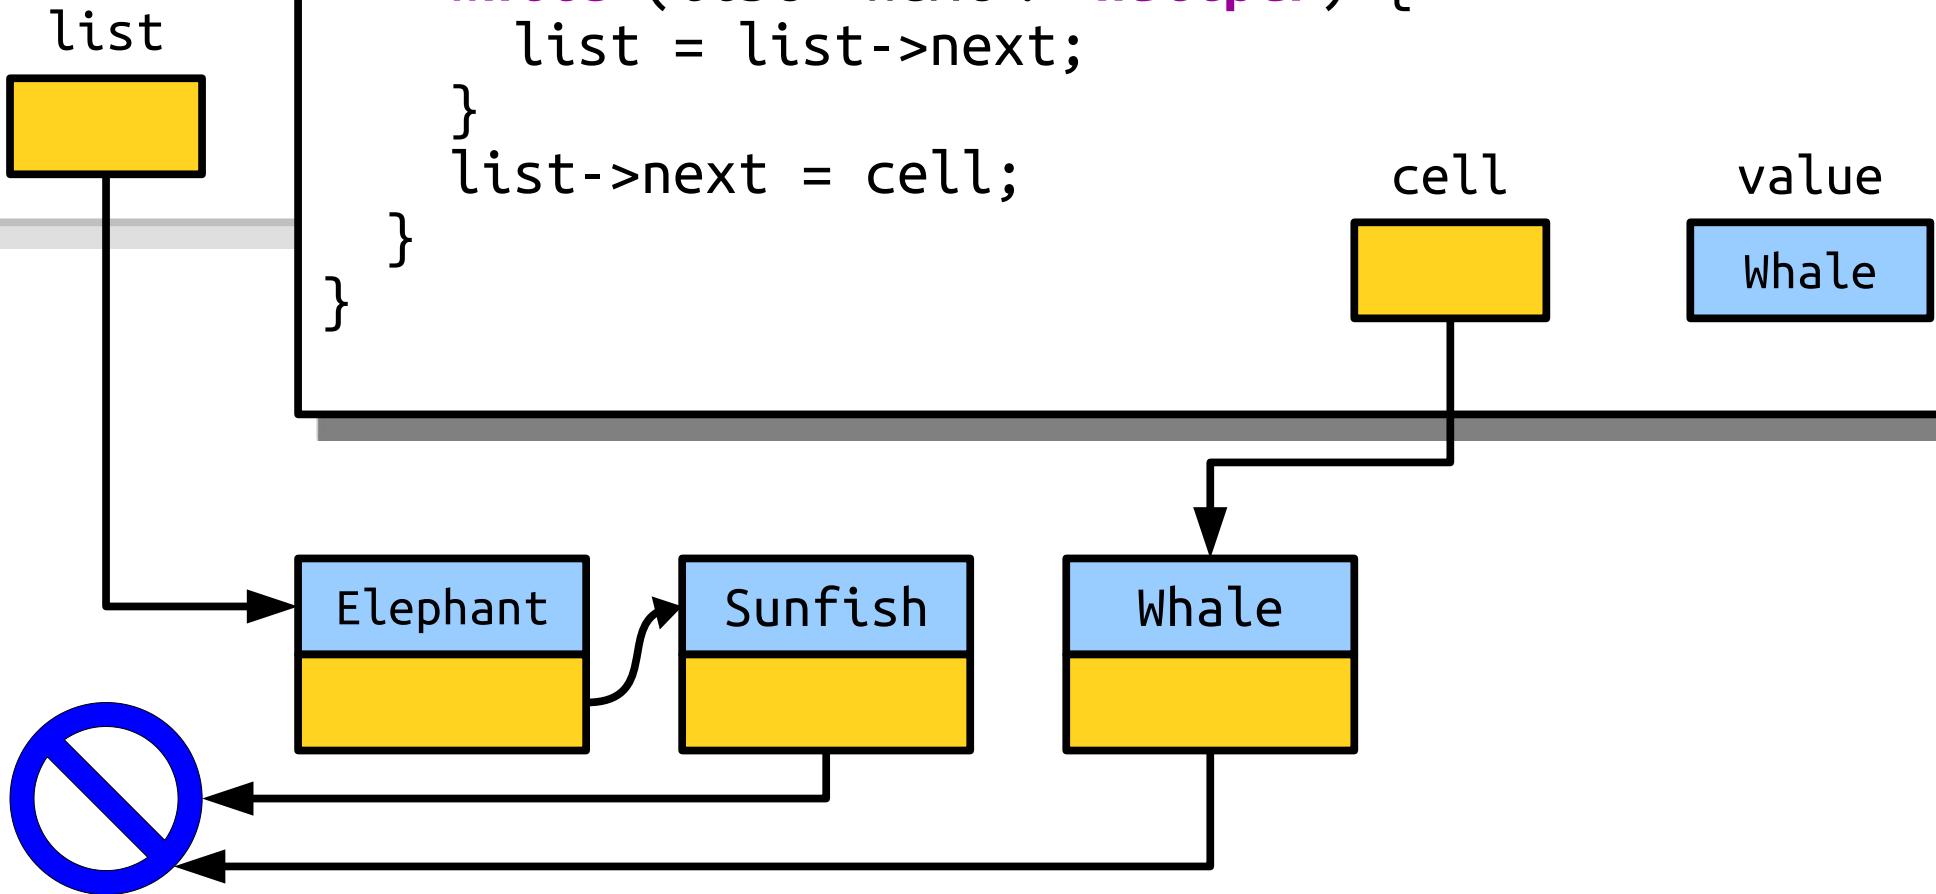 list
list = list->next;
}
list->next = cell;
}
}
cell
value
Whale
Elephant
Sunfish
Whale